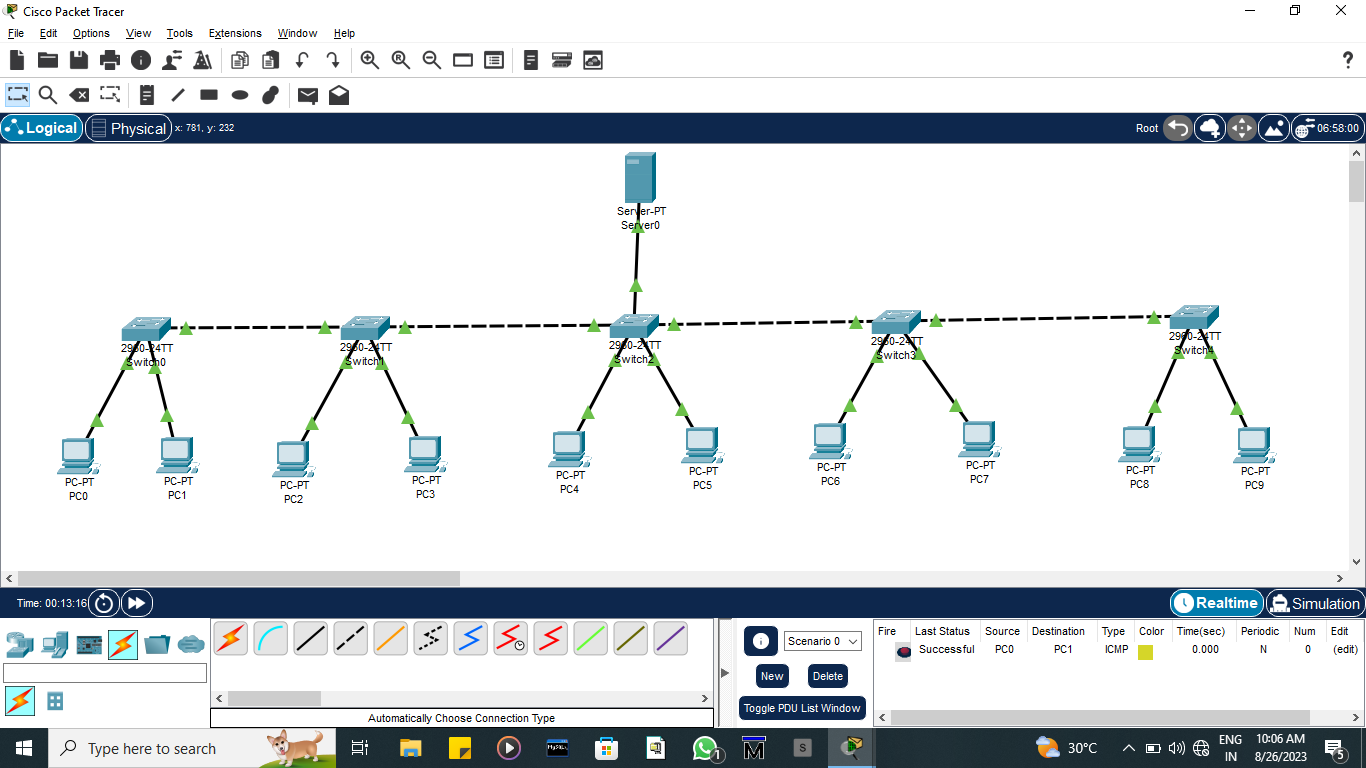 Cisco Packet Tracer
File Edit Options View Tools Extensions Window Help
?
Logical Physical x: 781, y: 232 Root 06:58:00
Server-PT
Server0
2960-24TT
Switch0
2960-24TT
Switch1
2960-24TT
Switch2
2960-24TT
Switch3
2960-24TT
Switch4
PC-PT
PC0
PC-PT
PC1
PC-PT
PC2
PC-PT
PC3
PC-PT
PC4
PC-PT
PC5
PC-PT
PC6
PC-PT
PC7
PC-PT
PC8
PC-PT
PC9
Time: 00:13:16 Realtime Simulation
Automatically Choose Connection Type
Scenario 0
New Delete
Toggle PDU List Window
Fire Last Status Source Destination Type Color Time(sec) Periodic Num Edit
Successful PC0 PC1 ICMP 0.000 N 0 (edit)
Type here to search
MySQL
1
M
S
30°C
ENG
IN
10:06 AM
8/26/2023
5